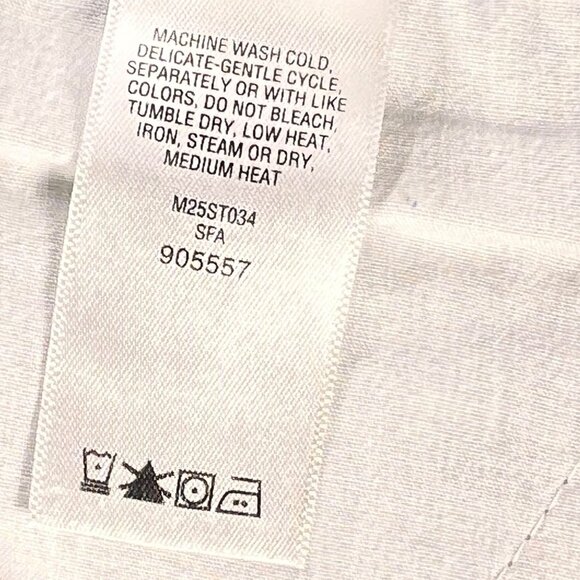 MACHINE WASH COLD,
DELICATE-GENTLE CYCLE,
SEPARATELY OR WITH LIKE
COLORS, DO NOT BLEACH,
TUMBLE DRY, LOW HEAT,
IRON, STEAM OR DRY,
MEDIUM HEAT
M25ST034
SFA
905557